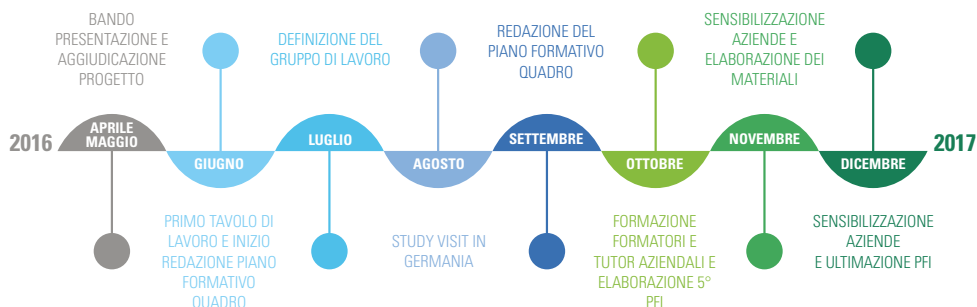 BANDO
PRESENTAZIONE E
AGGIUDICAZIONE
PROGETTO
DEFINIZIONE DEL
GRUPPO DI LAVORO
REDAZIONE DEL
PIANO FORMATIVO
QUADRO
SENSIBILIZZAZIONE
AZIENDE E
ELABORAZIONE DEI
MATERIALI
2016
APRILE
MAGGIO
GIUGNO
LUGLIO
AGOSTO
SETTEMBRE
OTTOBRE
NOVEMBRE
DICEMBRE
2017
PRIMO TAVOLO DI
LAVORO E INIZIO
REDAZIONE PIANO
FORMATIVO
QUADRO
STUDY VISIT IN
GERMANIA
FORMAZIONE
FORMATORI E
TUTOR AZIENDALI E
ELABORAZIONE 5°
PFI
SENSIBILIZZAZIONE
AZIENDE
E ULTIMAZIONE PFI